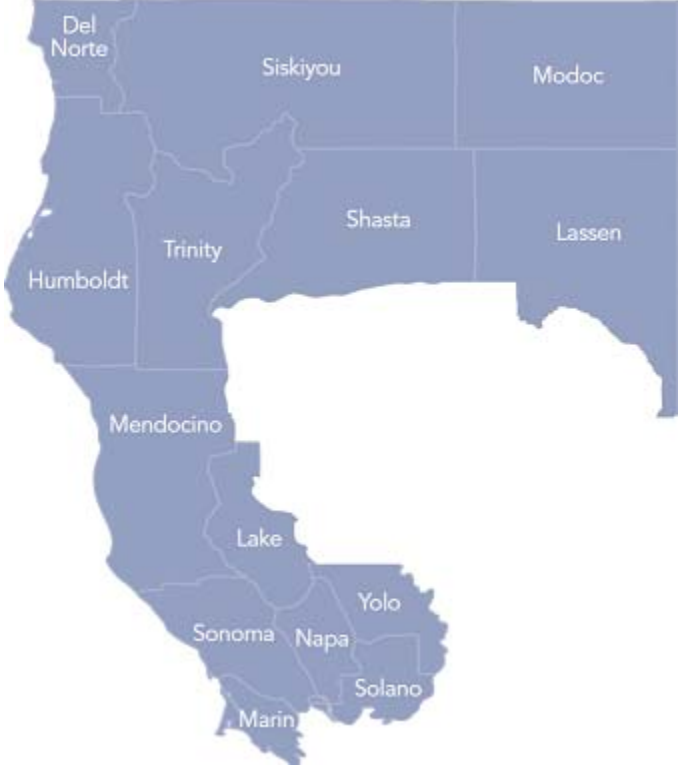 Del
Norte
Siskiyou
Modoc
Shasta
Lassen
Trinity
Humboldt
Mendocino
Lake
Yolo
Sonoma
Napa
Solano
Marin